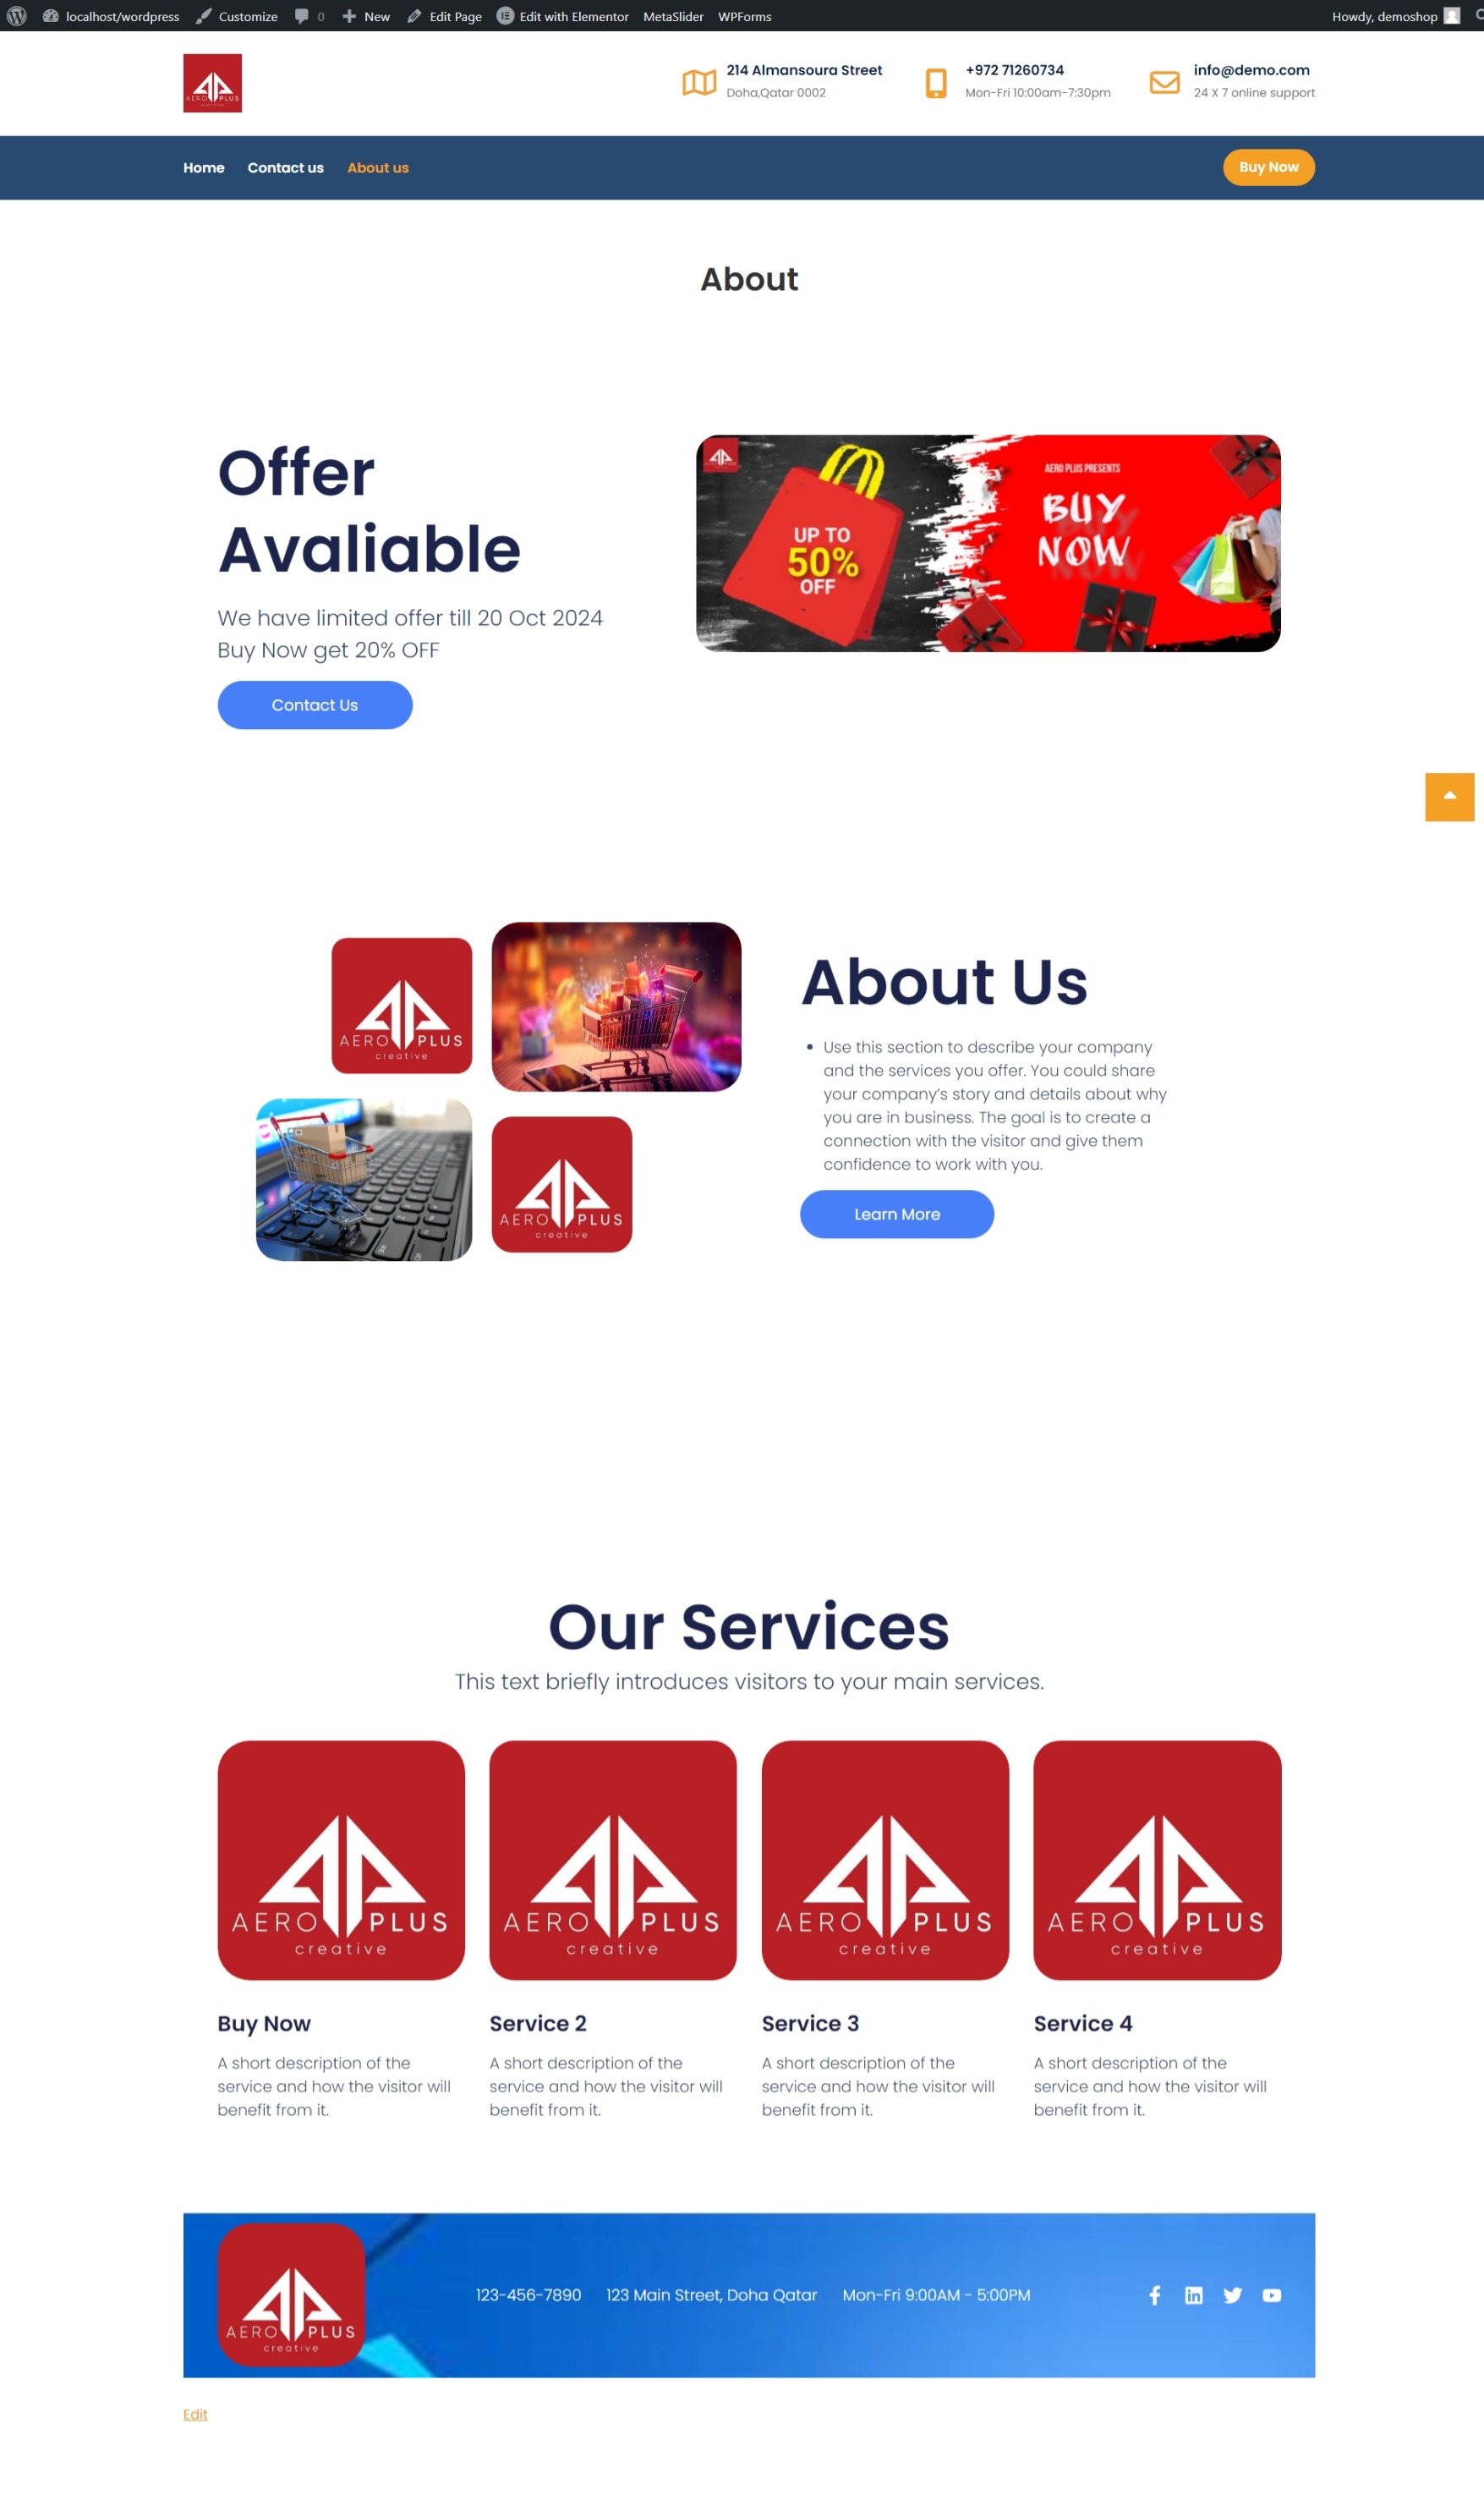 localhost/wordpress Customize 0 New Edit Page Edit with Elementor MetaSlider WPForms Howdy, demoshop
AERO PLUS
214 Almansoura Street
Doha,Qatar 0002
+972 71260734
Mon-Fri 10:00am-7:30pm
info@demo.com
24 X 7 online support
Home Contact us About us Buy Now
About
Offer
Avaliable
We have limited offer till 20 Oct 2024
Buy Now get 20% OFF
Contact Us
UP TO
50%
OFF
AERO PLUS PRESENTS
BUY
NOW
AERO PLUS
creative
AERO PLUS
creative
About Us
• Use this section to describe your company
and the services you offer. You could share
your company's story and details about why
you are in business. The goal is to create a
connection with the visitor and give them
confidence to work with you.
Learn More
Our Services
This text briefly introduces visitors to your main services.
AERO PLUS
creative
AERO PLUS
creative
AERO PLUS
creative
AERO PLUS
creative
Buy Now
A short description of the
service and how the visitor will
benefit from it.
Service 2
A short description of the
service and how the visitor will
benefit from it.
Service 3
A short description of the
service and how the visitor will
benefit from it.
Service 4
A short description of the
service and how the visitor will
benefit from it.
AERO PLUS
creative
123-456-7890 123 Main Street, Doha Qatar Mon-Fri 9:00AM - 5:00PM
Edit